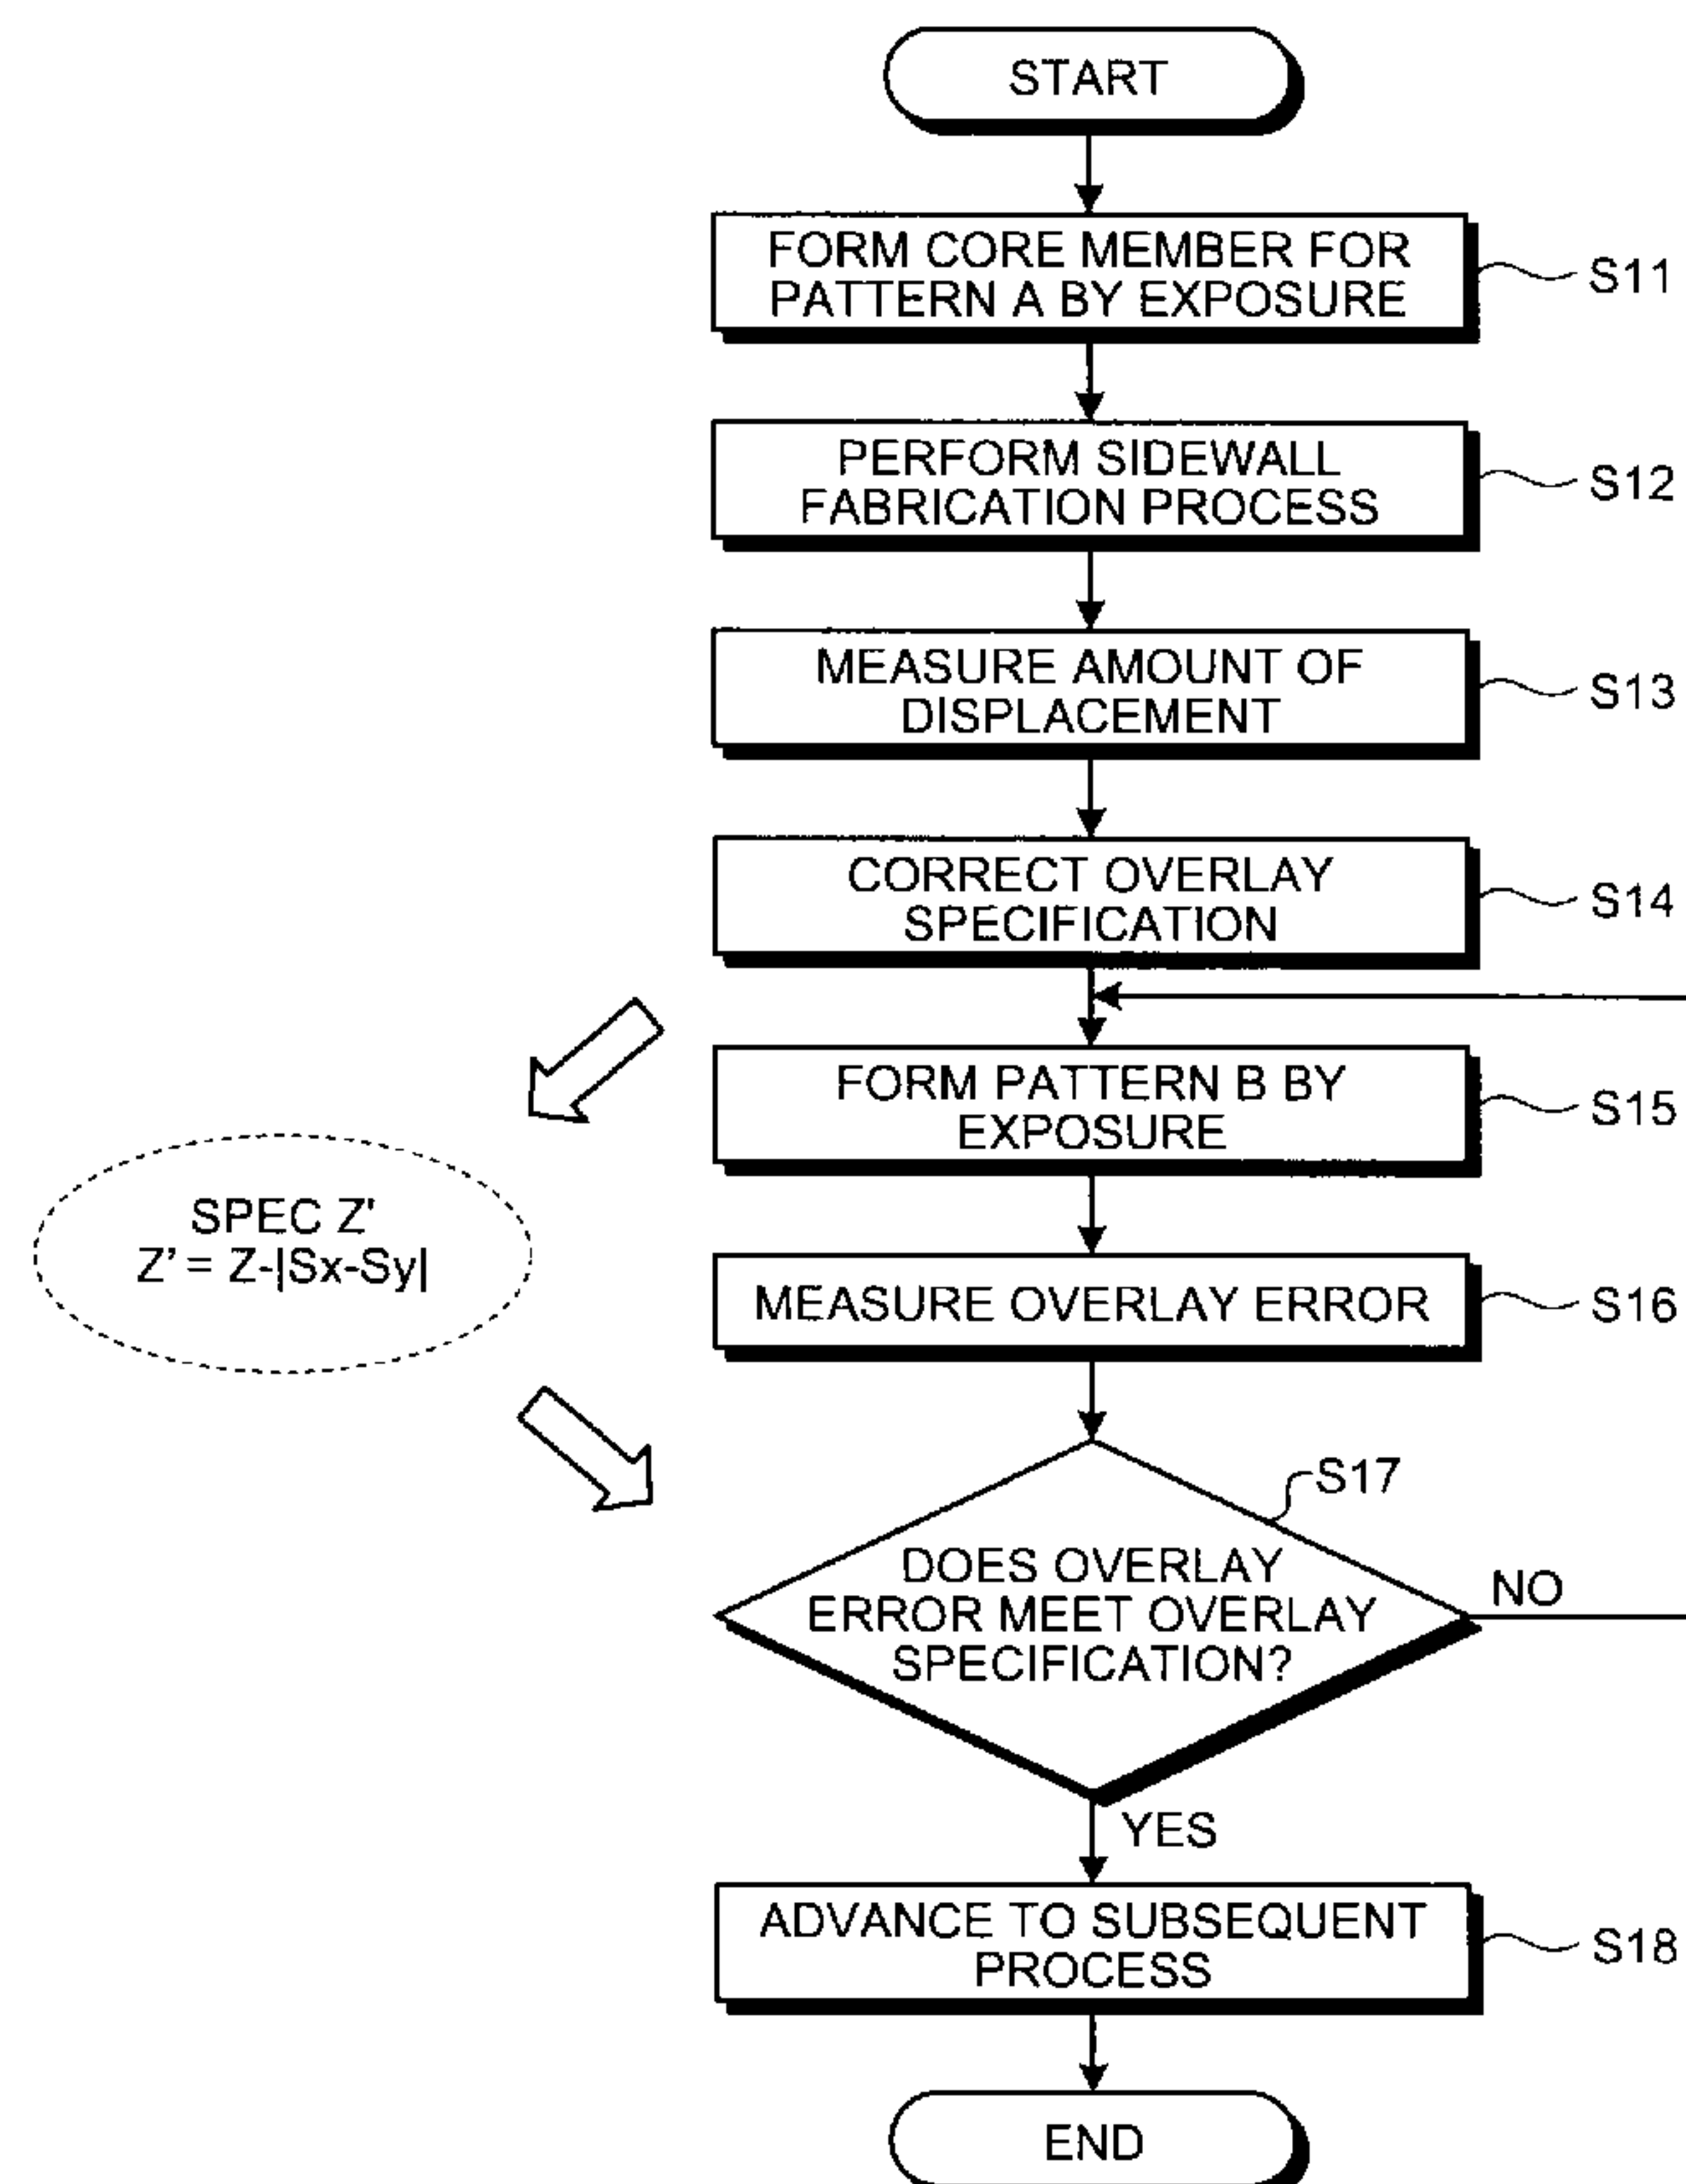 START
FORM CORE MEMBER FOR
PATTERN A BY EXPOSURE
S11
PERFORM SIDEWALL
FABRICATION PROCESS
S12
MEASURE AMOUNT OF
DISPLACEMENT
S13
CORRECT OVERLAY
SPECIFICATION
S14
FORM PATTERN B BY
EXPOSURE
S15
SPEC Z'
Z' = Z-|Sx-Sy|
MEASURE OVERLAY ERROR
S16
S17
DOES OVERLAY
ERROR MEET OVERLAY
SPECIFICATION?
NO
YES
ADVANCE TO SUBSEQUENT
PROCESS
S18
END